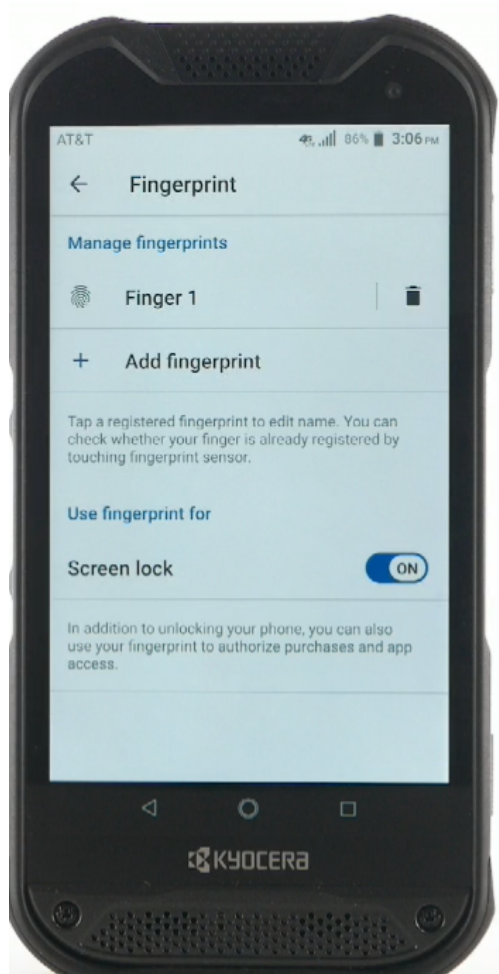 AT&T 4G 86% 3:06 PM
Fingerprint
Manage fingerprints
Finger 1
Add fingerprint
Tap a registered fingerprint to edit name. You can
check whether your finger is already registered by
touching fingerprint sensor.
Use fingerprint for
Screen lock ON
In addition to unlocking your phone, you can also
use your fingerprint to authorize purchases and app
access.
KYOCERA